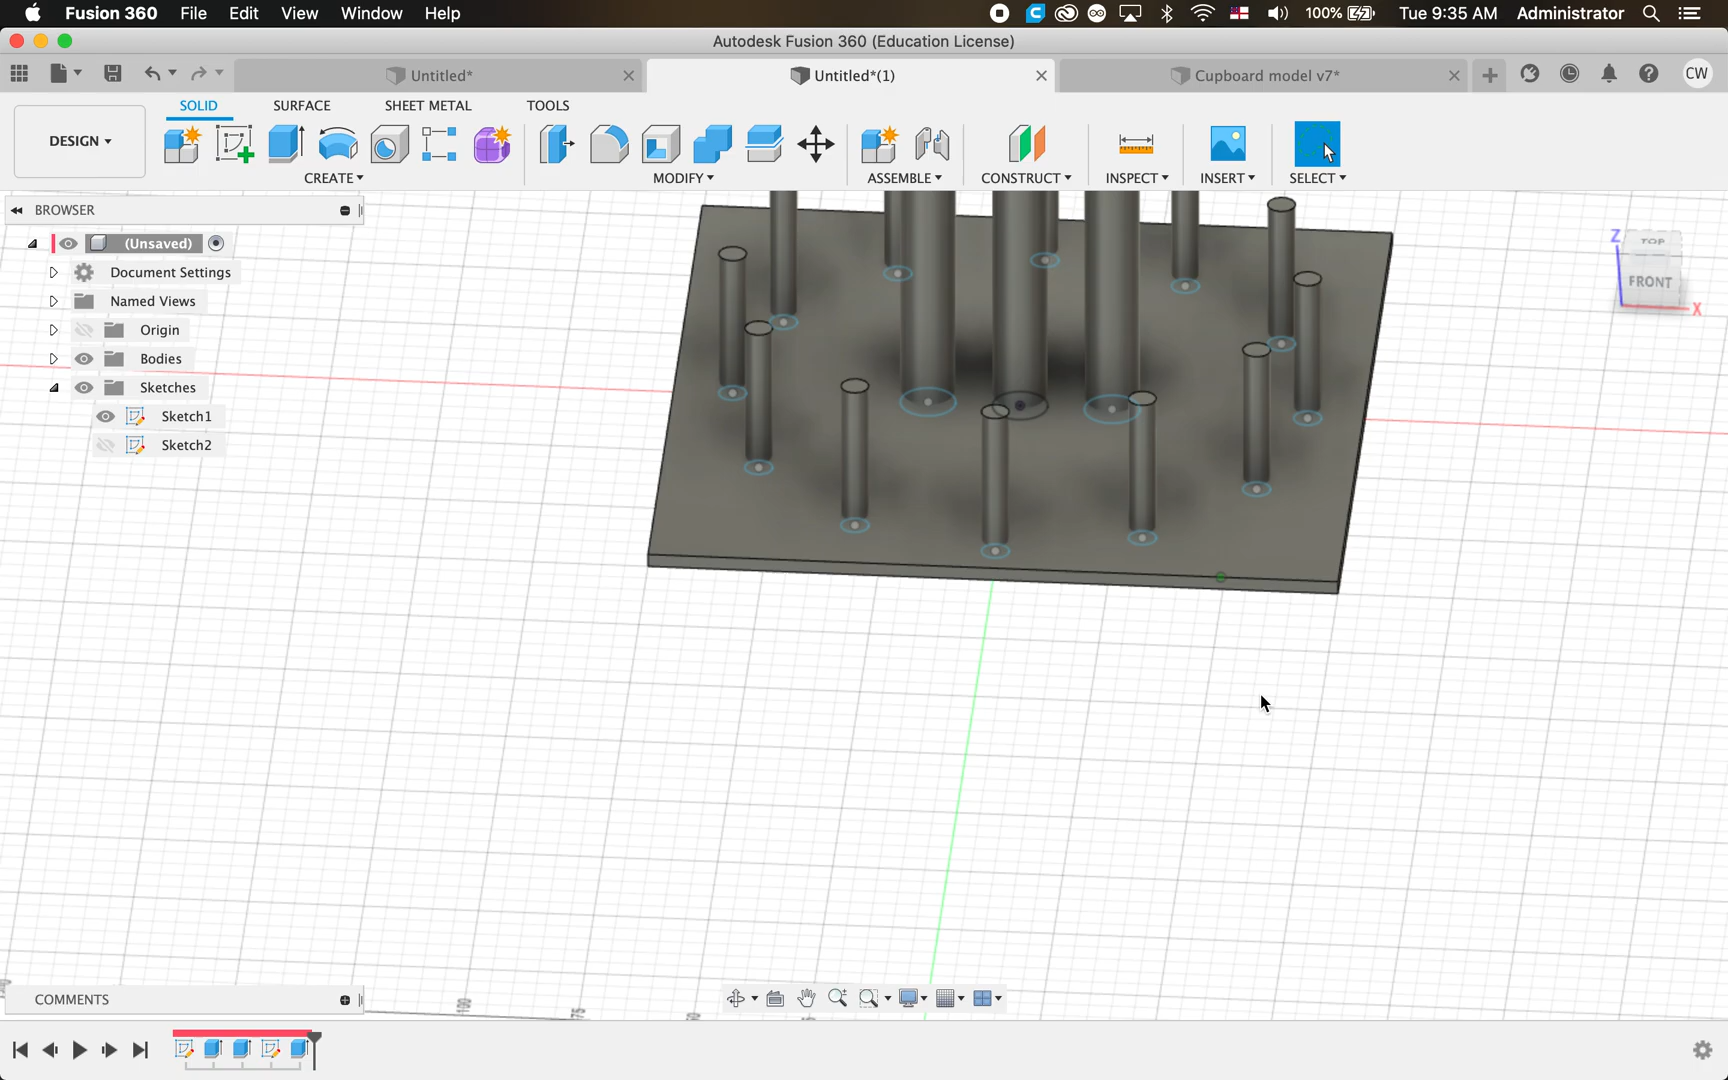 Fusion 360 File Edit View Window Help 100% Tue 9:35 AM Administrator
Autodesk Fusion 360 (Education License)
Untitled* Untitled*(1) Cupboard model v7* CW
SOLID SURFACE SHEET METAL TOOLS
DESIGN
CREATE MODIFY ASSEMBLE CONSTRUCT INSPECT INSERT SELECT
BROWSER
(Unsaved)
Document Settings
Named Views
Origin
Bodies
Sketches
Sketch1
Sketch2
Z TOP
FRONT
X
COMMENTS
100